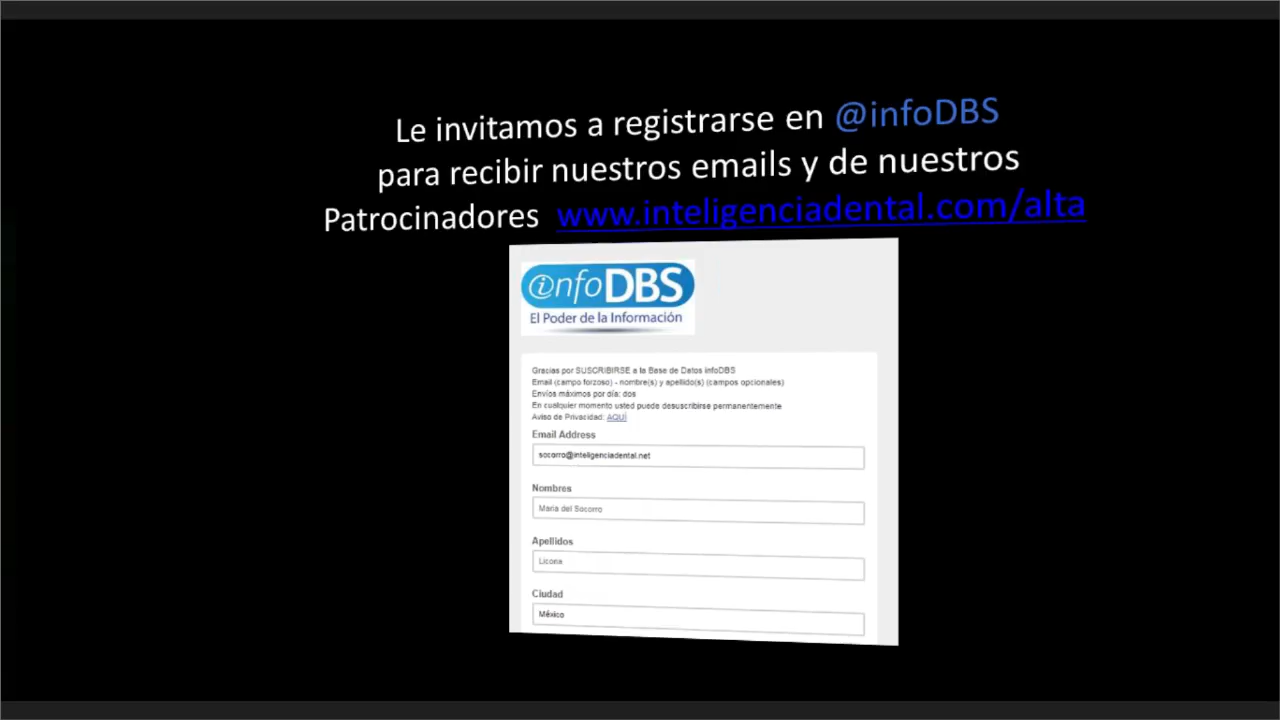 Le invitamos a registrarse en @infoDBS
para recibir nuestros emails y de nuestros
Patrocinadores www.inteligenciadental.com/alta
infoDBS
El Poder de la Información
Gracias por SUSCRIBIRSE a la Base de Datos infoDBS
Email (campo forzoso) - nombre(s) y apellido(s) (campos opcionales)
Envíos máximos por día: dos
En cualquier momento usted puede desuscribirse permanentemente
Aviso de Privacidad: AQUÍ
Email Address
socorro@inteligenciadental.net
Nombres
Maria del Socorro
Apellidos
Licona
Ciudad
México